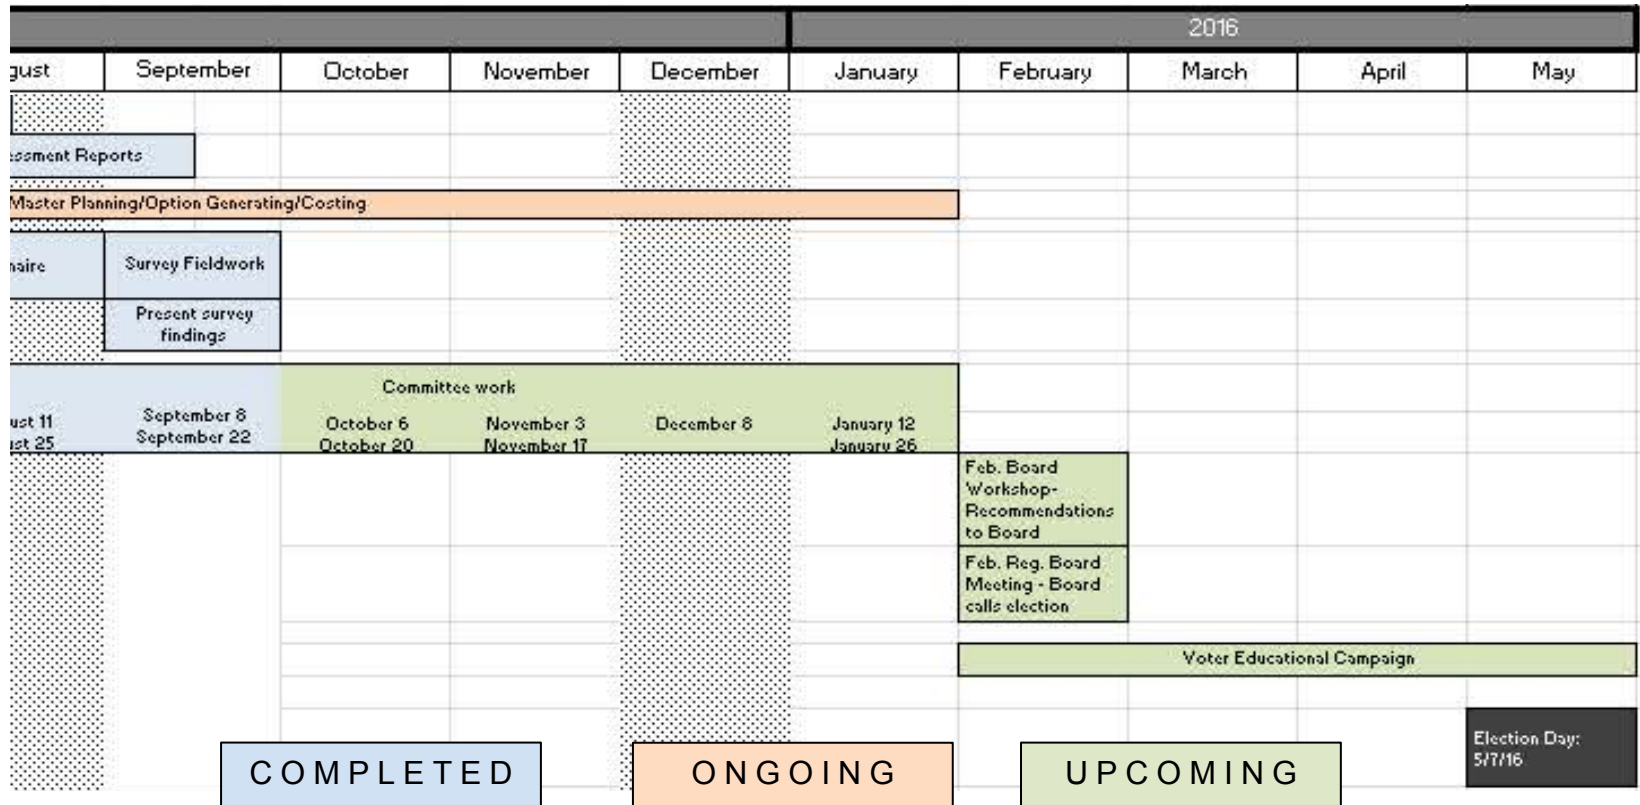 2016
gust September October November December January February March April May
essment Reports
Master Planning/Option Generating/Costing
naire Survey Fieldwork
Present survey
findings
Committee work
ust 11 September 8 October 6 November 3 December 8 January 12
ust 25 September 22 October 20 November 17 January 26
Feb. Board
Workshop-
Recommendations
to Board
Feb. Reg. Board
Meeting - Board
calls election
Voter Educational Campaign
Election Day:
5/7/16
COMPLETED ONGOING UPCOMING